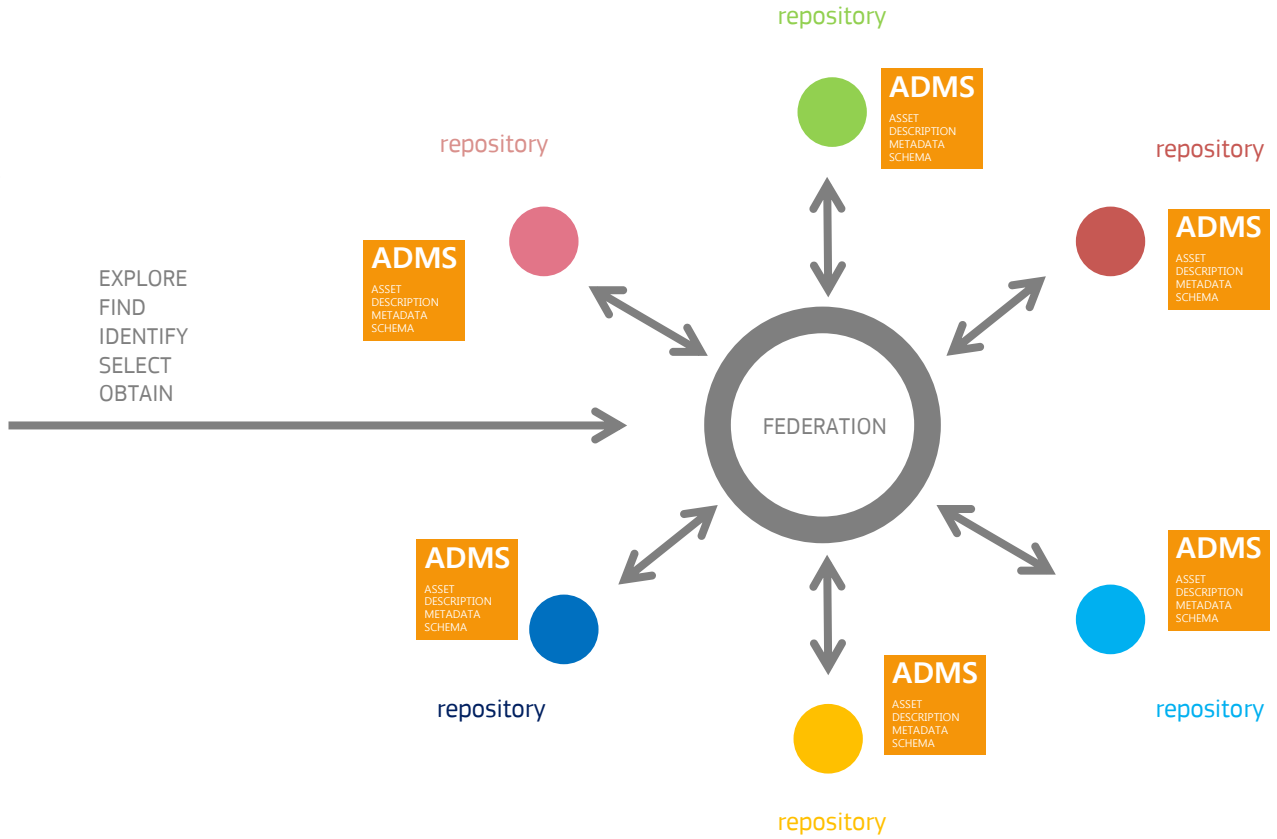 repository
ADMS
ASSET
DESCRIPTION
METADATA
SCHEMA
repository
ADMS
ASSET
DESCRIPTION
METADATA
SCHEMA
repository
ADMS
ASSET
DESCRIPTION
METADATA
SCHEMA
EXPLORE
FIND
IDENTIFY
SELECT
OBTAIN
FEDERATION
ADMS
ASSET
DESCRIPTION
METADATA
SCHEMA
repository
ADMS
ASSET
DESCRIPTION
METADATA
SCHEMA
repository
ADMS
ASSET
DESCRIPTION
METADATA
SCHEMA
repository